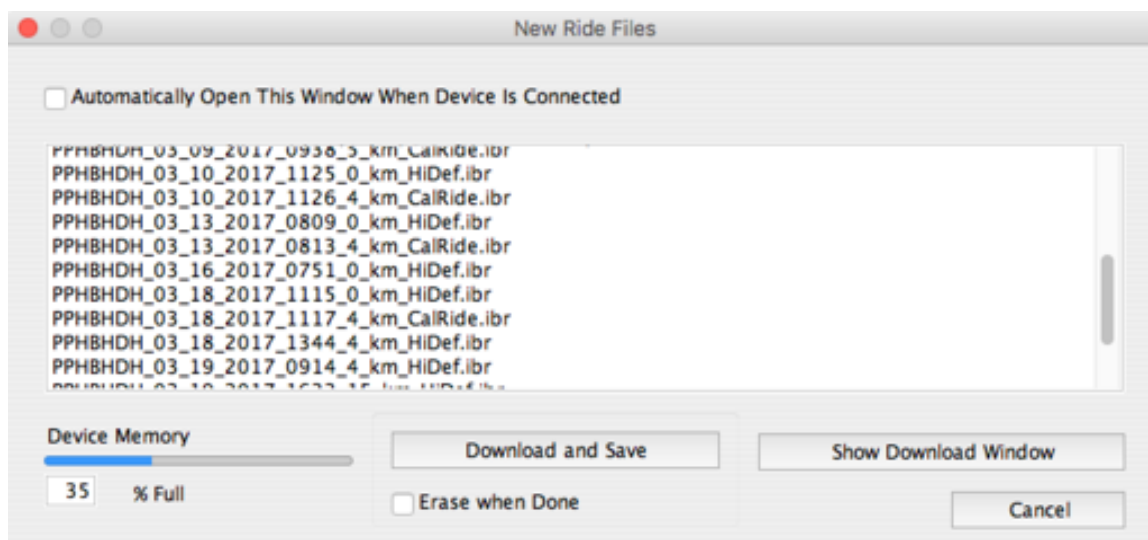 New Ride Files
Automatically Open This Window When Device Is Connected
PPHBHDH_03_09_2017_0938_5_km_CalRide.ibr
PPHBHDH_03_10_2017_1125_0_km_HiDef.ibr
PPHBHDH_03_10_2017_1126_4_km_CalRide.ibr
PPHBHDH_03_13_2017_0809_0_km_HiDef.ibr
PPHBHDH_03_13_2017_0813_4_km_CalRide.ibr
PPHBHDH_03_16_2017_0751_0_km_HiDef.ibr
PPHBHDH_03_18_2017_1115_0_km_HiDef.ibr
PPHBHDH_03_18_2017_1117_4_km_CalRide.ibr
PPHBHDH_03_18_2017_1344_4_km_HiDef.ibr
PPHBHDH_03_19_2017_0914_4_km_HiDef.ibr
Device Memory
35 % Full
Download and Save
Erase when Done
Show Download Window
Cancel